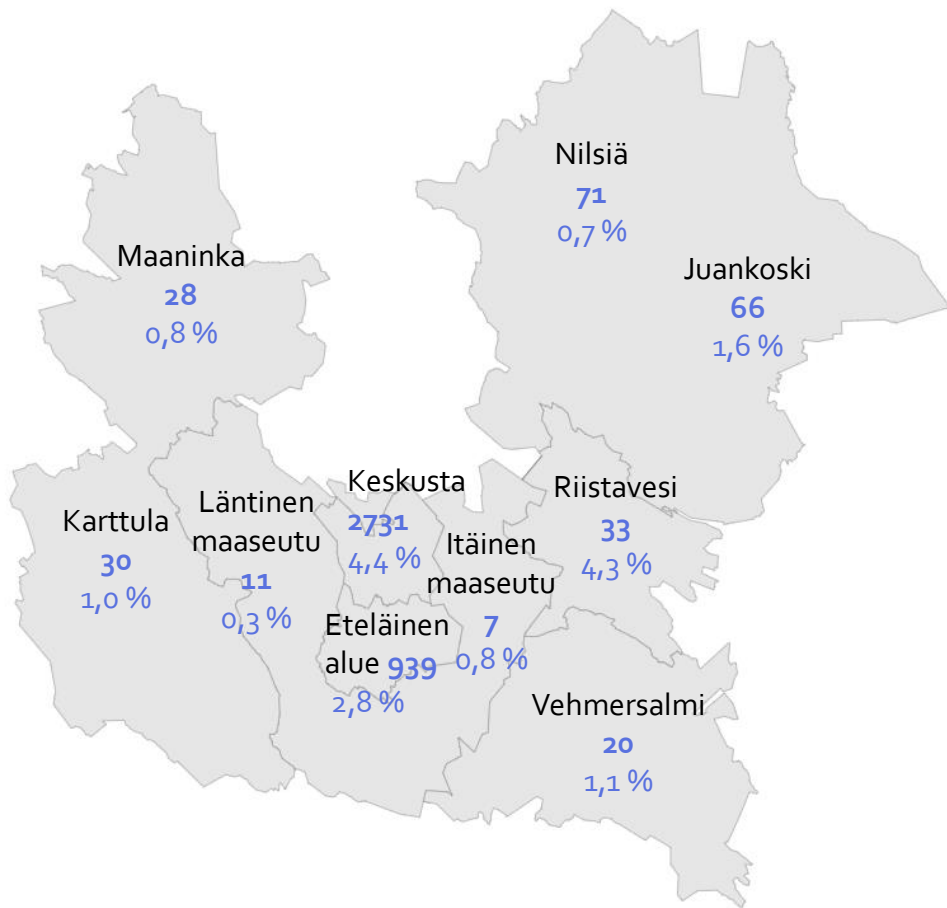 Nilsiä
71
0,7 %
Maaninka
28
0,8 %
Juankoski
66
1,6 %
Karttula
30
1,0 %
Läntinen
maaseutu
11
0,3 %
Keskusta
2731
4,4 %
Itäinen
maaseutu
7
0,8 %
Riistavesi
33
4,3 %
Eteläinen
alue 939
2,8 %
Vehmersalmi
20
1,1 %